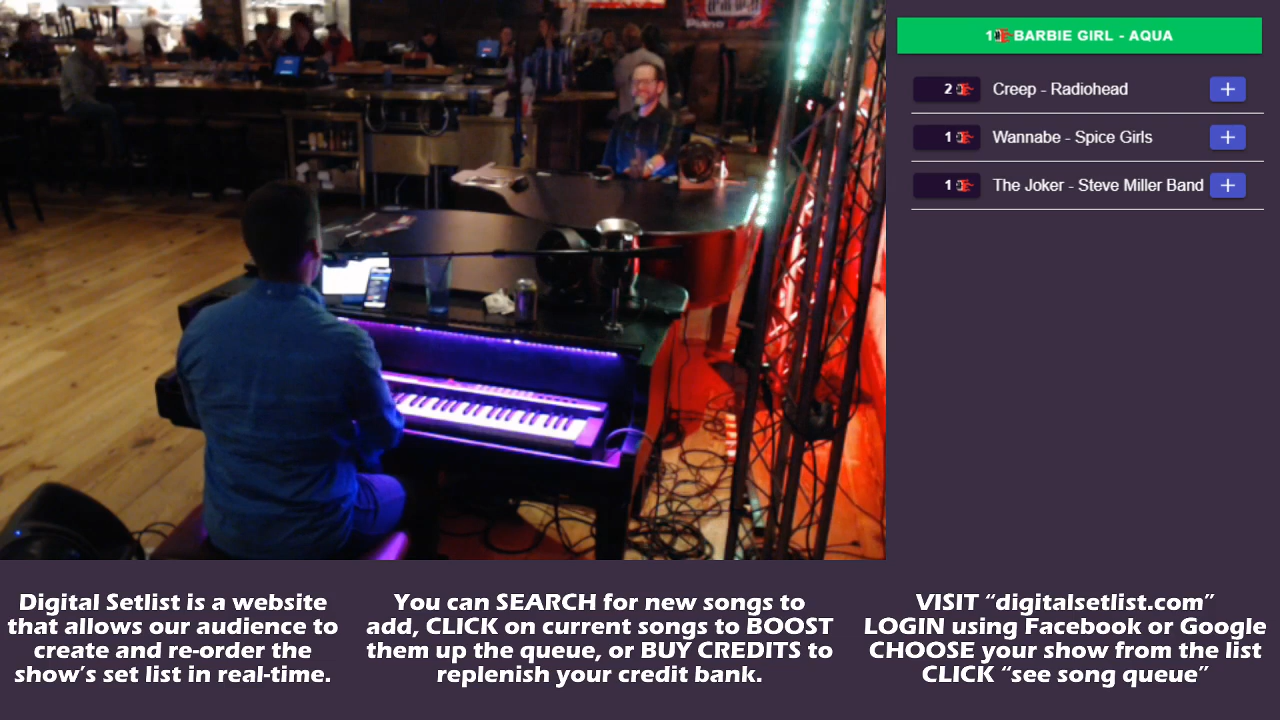 1 BARBIE GIRL - AQUA
2 Creep - Radiohead +
1 Wannabe - Spice Girls +
1 The Joker - Steve Miller Band +
Piano
Digital Setlist is a website
that allows our audience to
create and re-order the
show's set list in real-time.
You can SEARCH for new songs to
add, CLICK on current songs to BOOST
them up the queue, or BUY CREDITS to
replenish your credit bank.
VISIT “digitalsetlist.com”
LOGIN using Facebook or Google
CHOOSE your show from the list
CLICK “see song queue”